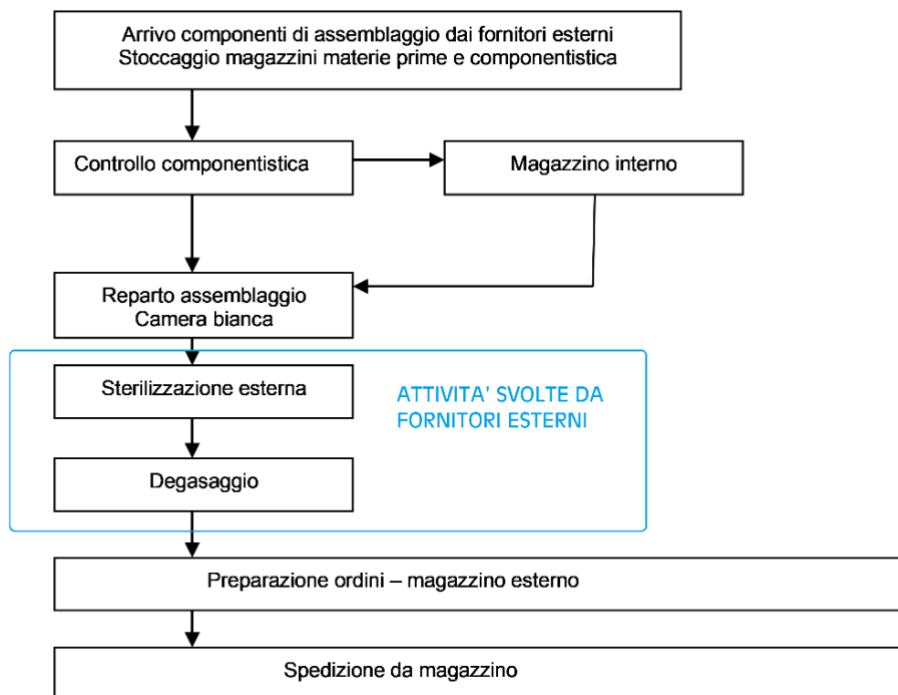 Arrivo componenti di assemblaggio dai fornitori esterni
Stoccaggio magazzini materie prime e componentistica
Controllo componentistica
Magazzino interno
Reparto assemblaggio
Camera bianca
Sterilizzazione esterna
ATTIVITA' SVOLTE DA
FORNITORI ESTERNI
Degasaggio
Preparazione ordini – magazzino esterno
Spedizione da magazzino